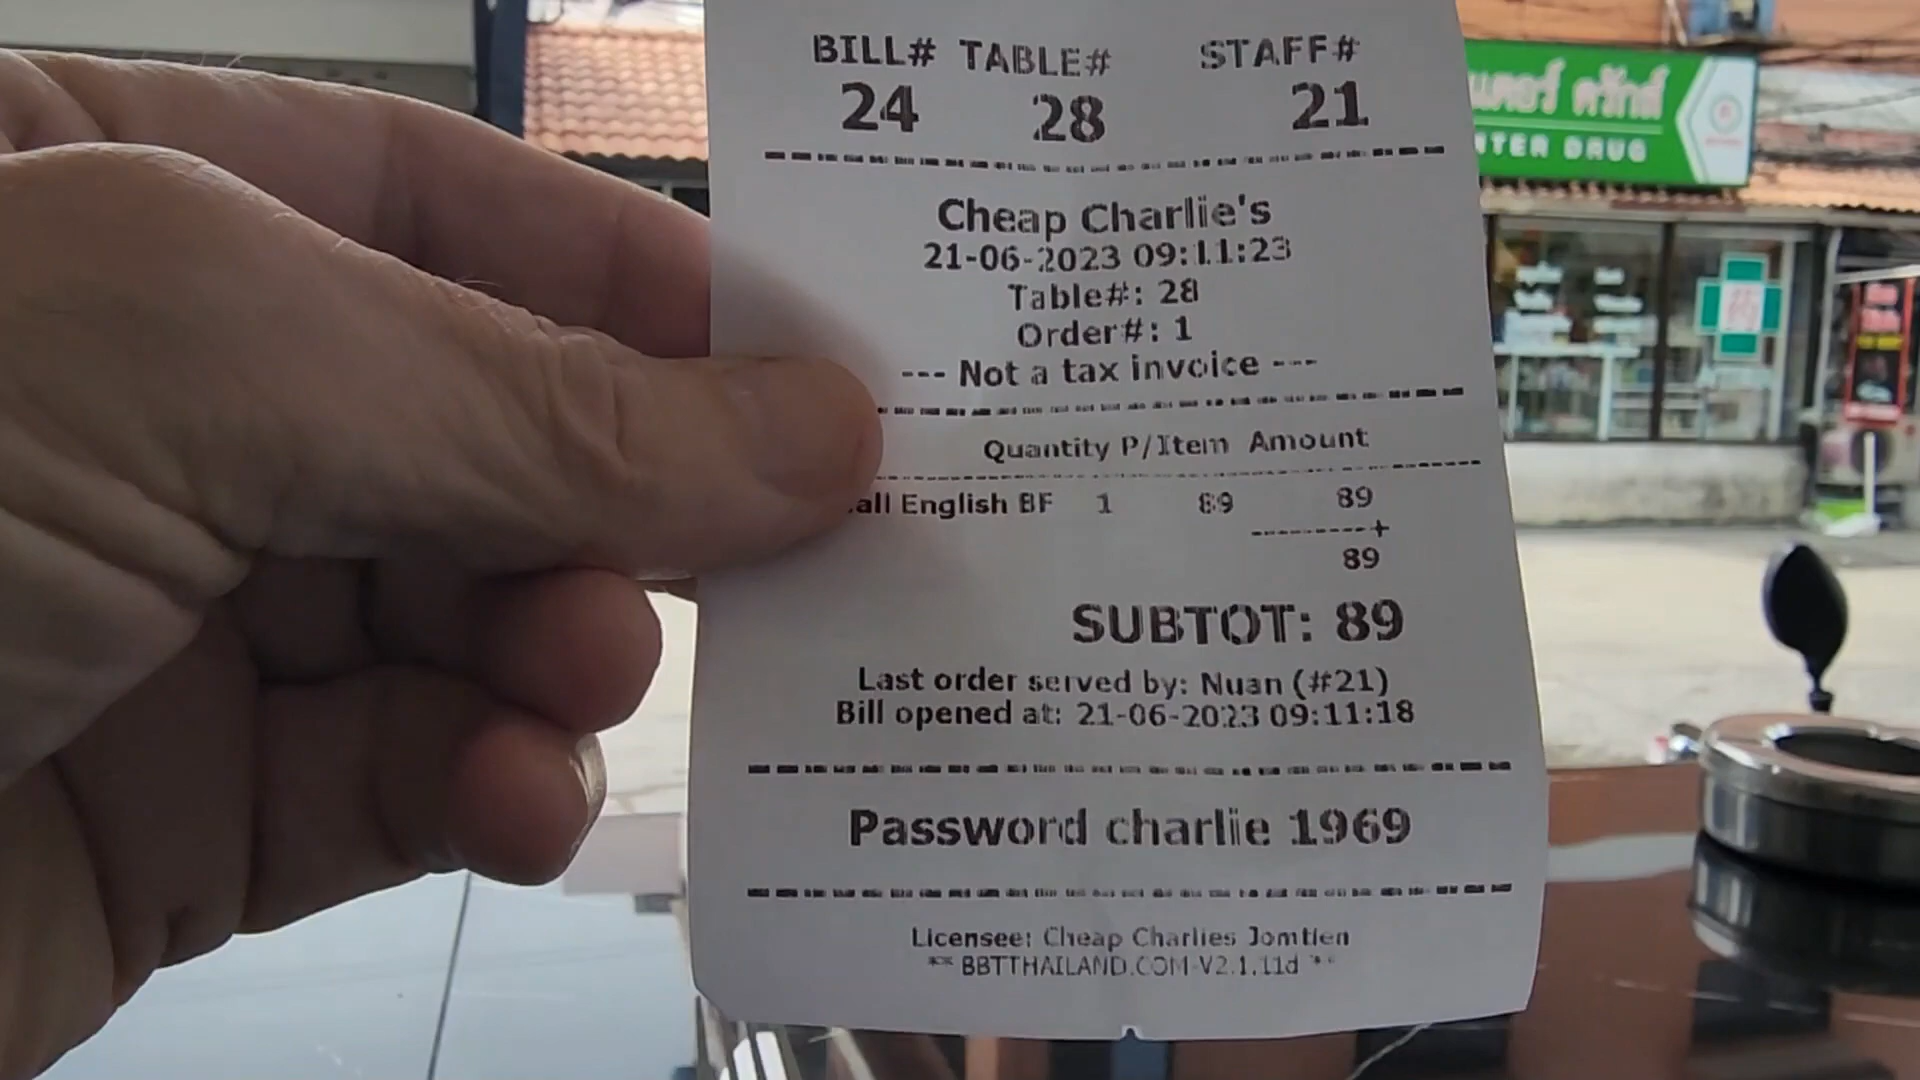 BILL# TABLE# STAFF#
24 28 21
Cheap Charlie's
21-06-2023 09:11:23
Table#: 28
Order#: 1
--- Not a tax invoice ---
Quantity P/Item Amount
all English BF 1 89 89
---------+
89
SUBTOT: 89
Last order served by: Nuan (#21)
Bill opened at: 21-06-2023 09:11:18
Password charlie 1969
Licensee: Cheap Charlies Jomtien
** BBTTHAILAND.COM-V2.1.11d **
DRUG